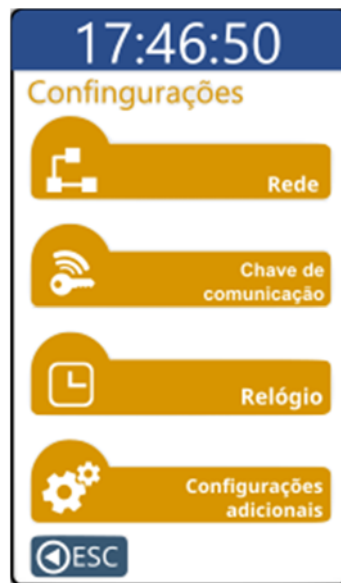 17:46:50
Confingurações
Rede
Chave de
comunicação
Relógio
Configurações
adicionais
ESC